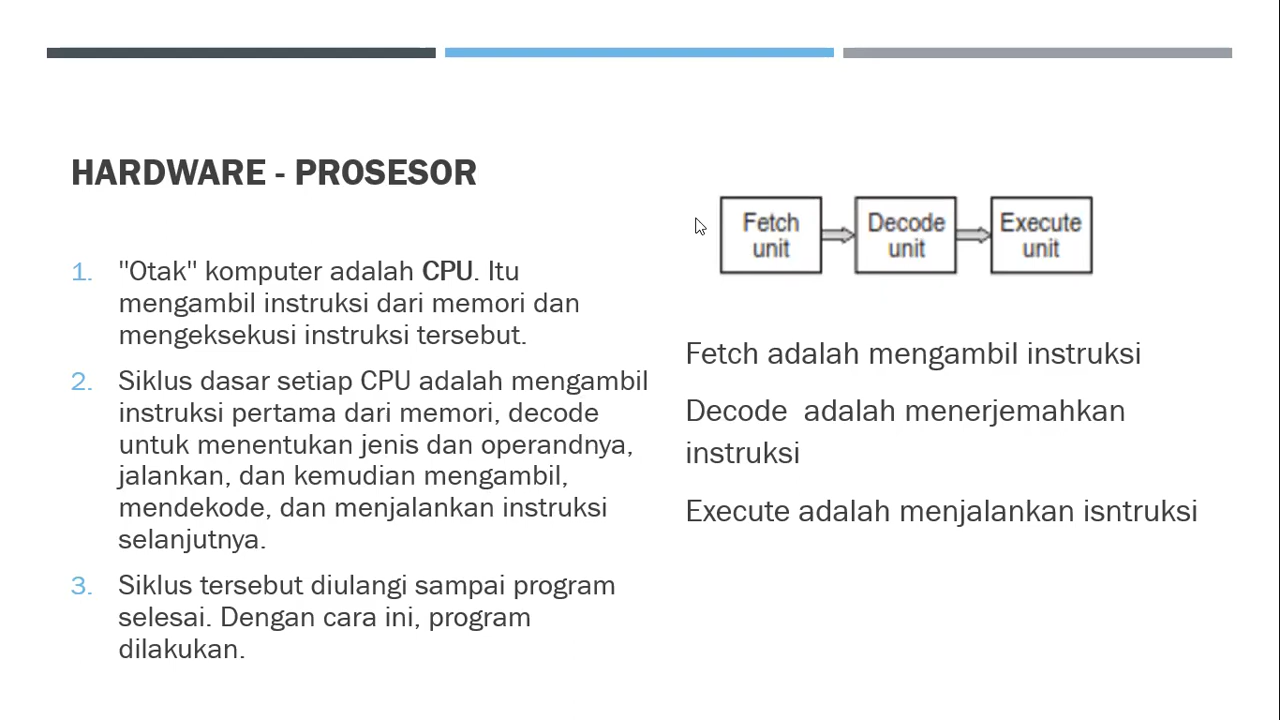 HARDWARE - PROSESOR
1. "Otak" komputer adalah CPU. Itu
mengambil instruksi dari memori dan
mengeksekusi instruksi tersebut.
2. Siklus dasar setiap CPU adalah mengambil
instruksi pertama dari memori, decode
untuk menentukan jenis dan operandnya,
jalankan, dan kemudian mengambil,
mendekode, dan menjalankan instruksi
selanjutnya.
3. Siklus tersebut diulangi sampai program
selesai. Dengan cara ini, program
dilakukan.
Fetch
unit
Decode
unit
Execute
unit
Fetch adalah mengambil instruksi
Decode  adalah menerjemahkan
instruksi
Execute adalah menjalankan isntruksi